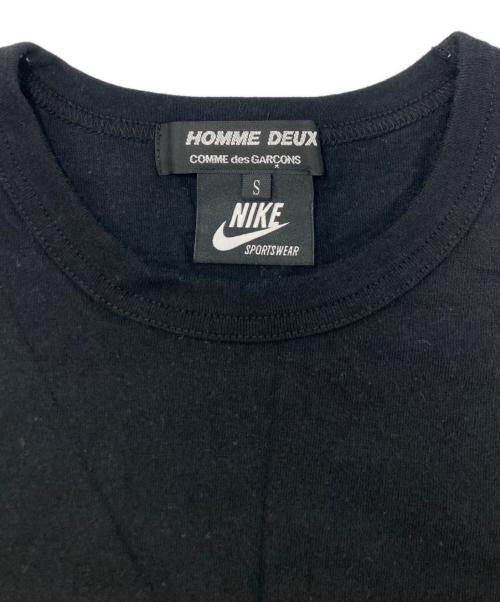 HOMME DEUX
COMME des GARÇONS
S
NIKE
SPORTSWEAR